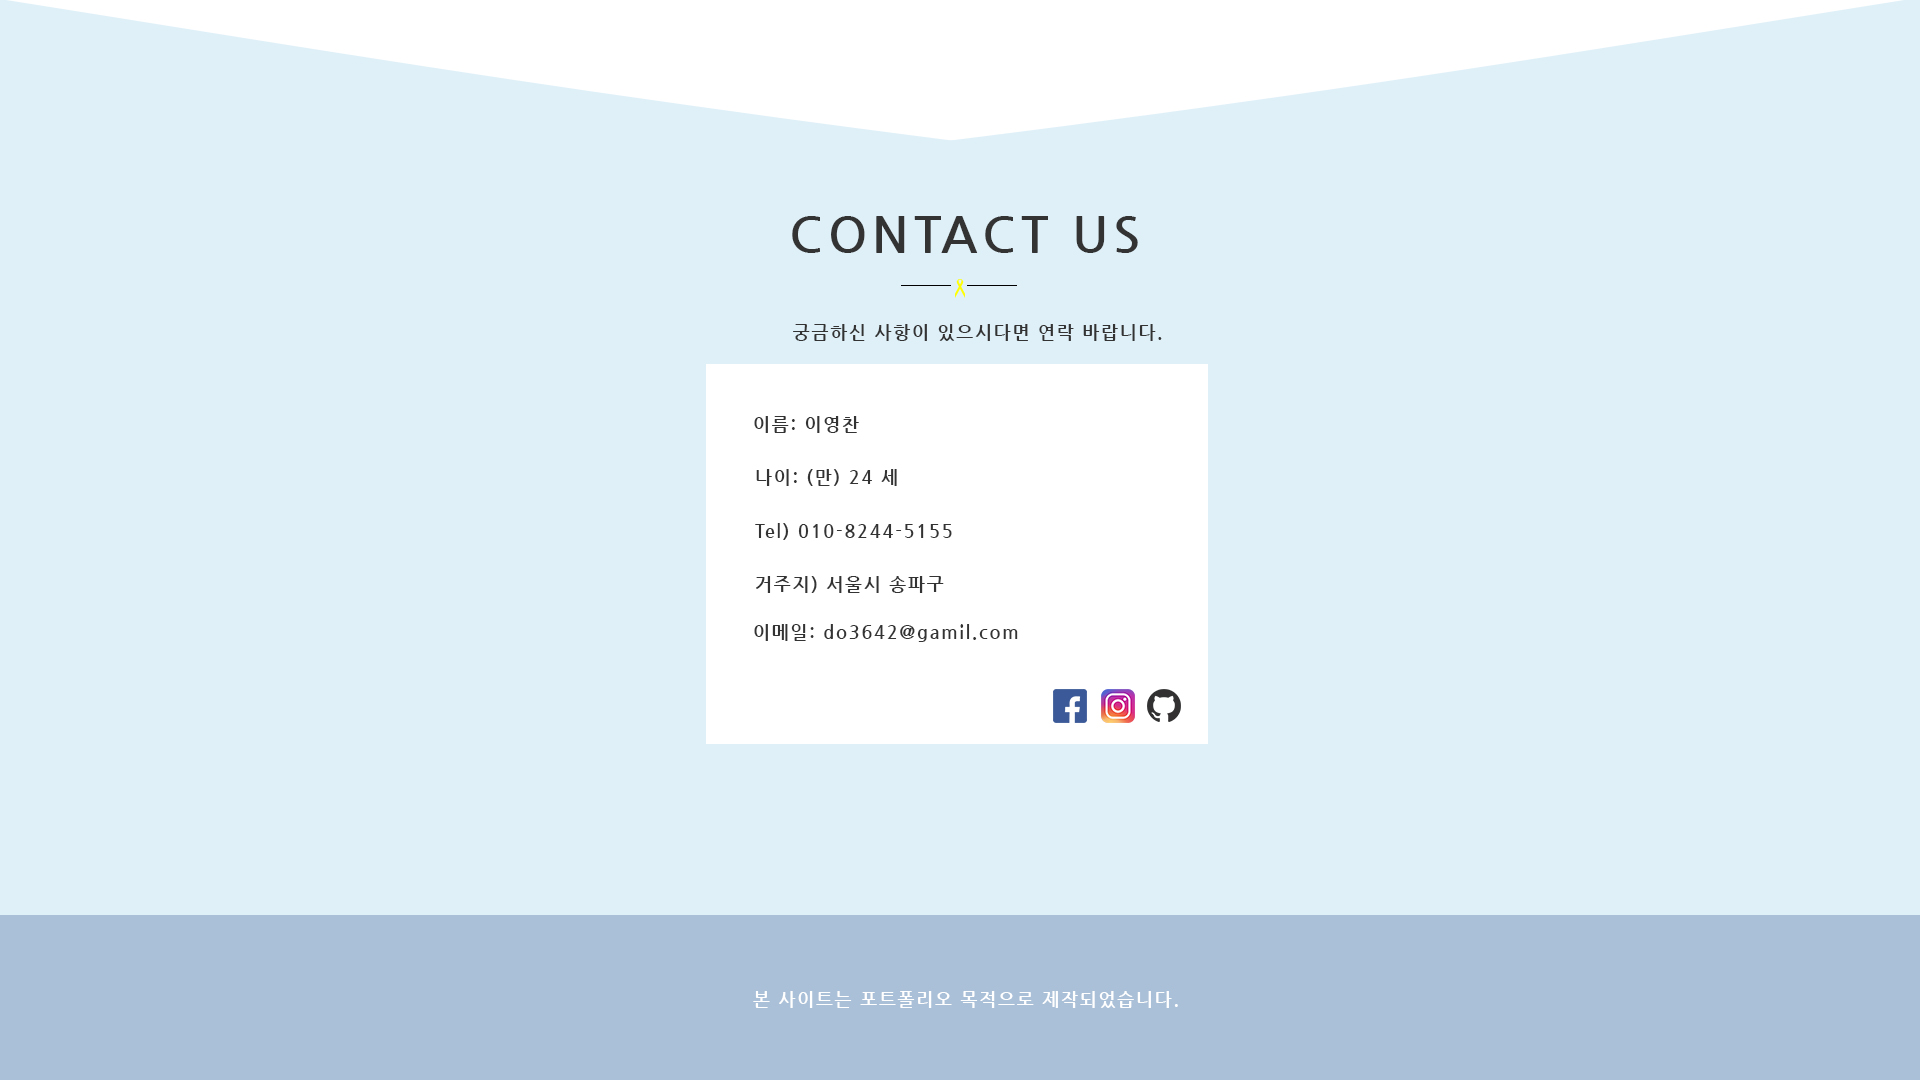 CONTACT US
궁금하신 사항이 있으시다면 연락 바랍니다.
이름: 이영찬
나이: (만) 24 세
Tel) 010-8244-5155
거주지) 서울시 송파구
이메일: do3642@gamil.com
본 사이트는 포트폴리오 목적으로 제작되었습니다.